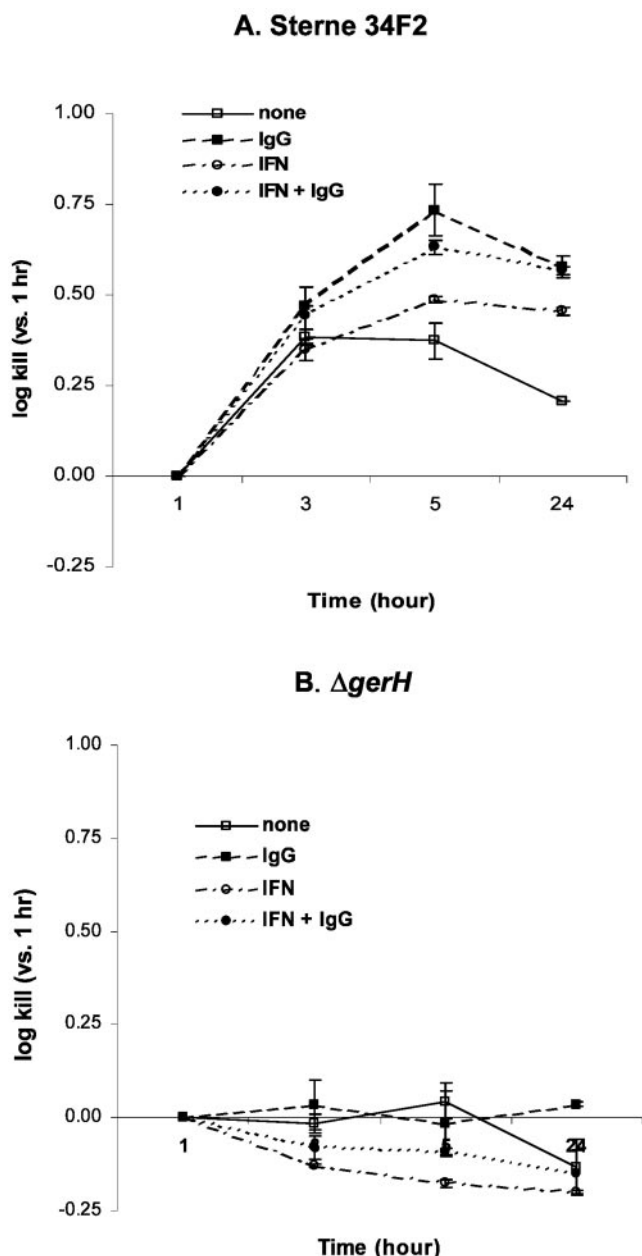 A. Sterne 34F2
1.00
none
IgG
IFN
IFN + IgG
0.75
0.50
0.25
0.00
-0.25
log kill (vs. 1 hr)
1 3 5 24
Time (hour)
B. ΔgerH
1.00
0.75
none
IgG
IFN
IFN + IgG
0.50
0.25
0.00
-0.25
log kill (vs. 1 hr)
1 24
Time (hour)